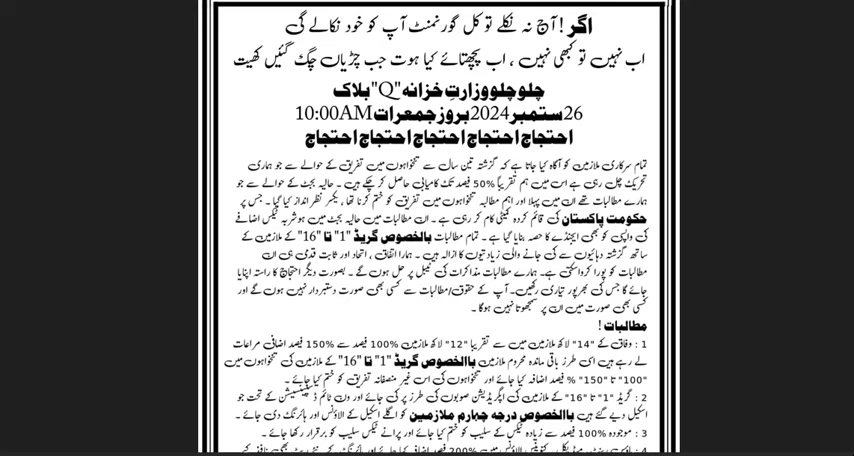 اگر! آج نہ نکلے تو کل گورنمنٹ آپ کو خود نکالے گی
اب نہیں تو کبھی نہیں ، اب پچھتائے کیا ہوت جب چڑیاں چگ گئیں کھیت
چلو چلو وزارتِ خزانہ "Q" بلاک
26 ستمبر 2024 بروز جمعرات 10:00AM
احتجاج احتجاج احتجاج احتجاج احتجاج
تمام سرکاری ملازمین کو آگاہ کیا جاتا ہے کہ گزشتہ تین سال سے تنخواہوں میں تفریق کے حوالے سے جو ہماری
تحریک چل رہی ہے اس میں ہم تقریباً 50% فیصد تک کامیابی حاصل کر چکے ہیں ۔ حالیہ بجٹ کے حوالے سے جو
ہمارے مطالبات تھے ان میں پہلا اور اہم مطالبہ تنخواہوں میں تفریق کو ختم کرنا تھا ، یکسر نظر انداز کیا گیا ۔ جس پر
حکومت پاکستان کی قائم کردہ کمیٹی کام کر رہی ہے ۔ ان مطالبات میں حالیہ بجٹ میں ہوشربہ ٹیکس اضافے
کی واپسی کو بھی ایجنڈے کا حصہ بنایا گیا ہے ۔ تمام مطالبات بالخصوص گریڈ "1" تا "16" کے ملازمین کے
ساتھ گزشتہ دہائیوں سے کی جانے والی زیادتیوں کا ازالہ ہیں ۔ ہمارا اتفاق ، اتحاد اور ثابت قدمی ہی ان
مطالبات کو پورا کرواسکتی ہے۔ ہمارے مطالبات مذاکرات کی ٹیبل پر حل ہوں گے ۔ بصورت دیگر احتجاج کا راستہ اپنایا
جائے گا جس کی بھرپور تیاری رکھیں۔ آپ کے حقوق/مطالبات سے کسی بھی صورت دستبردار نہیں ہوں گے اور
کسی بھی صورت میں ان پر سمجھوتا نہیں ہوگا ۔
مطالبات !
1 : وفاق کے "14" لاکھ ملازمین میں سے تقریباً "12" لاکھ ملازمین 100% فیصد سے 150% فیصد اضافی مراعات
لے رہے ہیں اسی طرز باقی ماندہ محروم ملازمین بالخصوص گریڈ "1" تا "16" کے ملازمین کی تنخواہوں میں
"100" تا "150" % فیصد اضافہ کیا جائے اور تنخواہوں کی اس غیر منصفانہ تفریق کو ختم کیا جائے ۔
2 : گریڈ "1" تا "16" کے ملازمین کی اپگریڈیشن صوبوں کی طرز پر کی جائے اور ون ٹائم ڈسپنسیشن کے تحت جو
اسکیل دیے گئے ہیں بالخصوص درجہ چہارم ملازمین کو اگلے اسکیل کے الاؤنس اور ہائرنگ دی جائے ۔
3 : موجودہ 100% فیصد سے زیادہ ٹیکس کے سلیب کو ختم کیا جائے اور پرانے ٹیکس سلیب کو برقرار رکھا جائے ۔